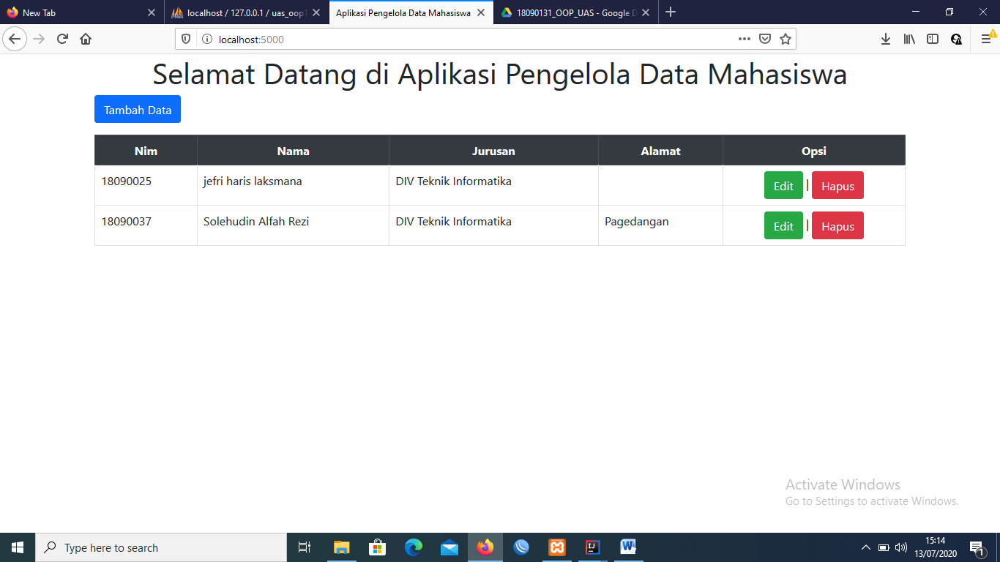 New Tab
localhost / 127.0.0.1 / uas_oop1
Aplikasi Pengelola Data Mahasiswa
18090131_OOP_UAS - Google D
localhost:5000
Selamat Datang di Aplikasi Pengelola Data Mahasiswa
Tambah Data
Nim Nama Jurusan Alamat Opsi
18090025 jefri haris laksmana DIV Teknik Informatika Edit | Hapus
18090037 Solehudin Alfah Rezi DIV Teknik Informatika Pagedangan Edit | Hapus
Activate Windows
Go to Settings to activate Windows.
Type here to search
15:14
13/07/2020
1